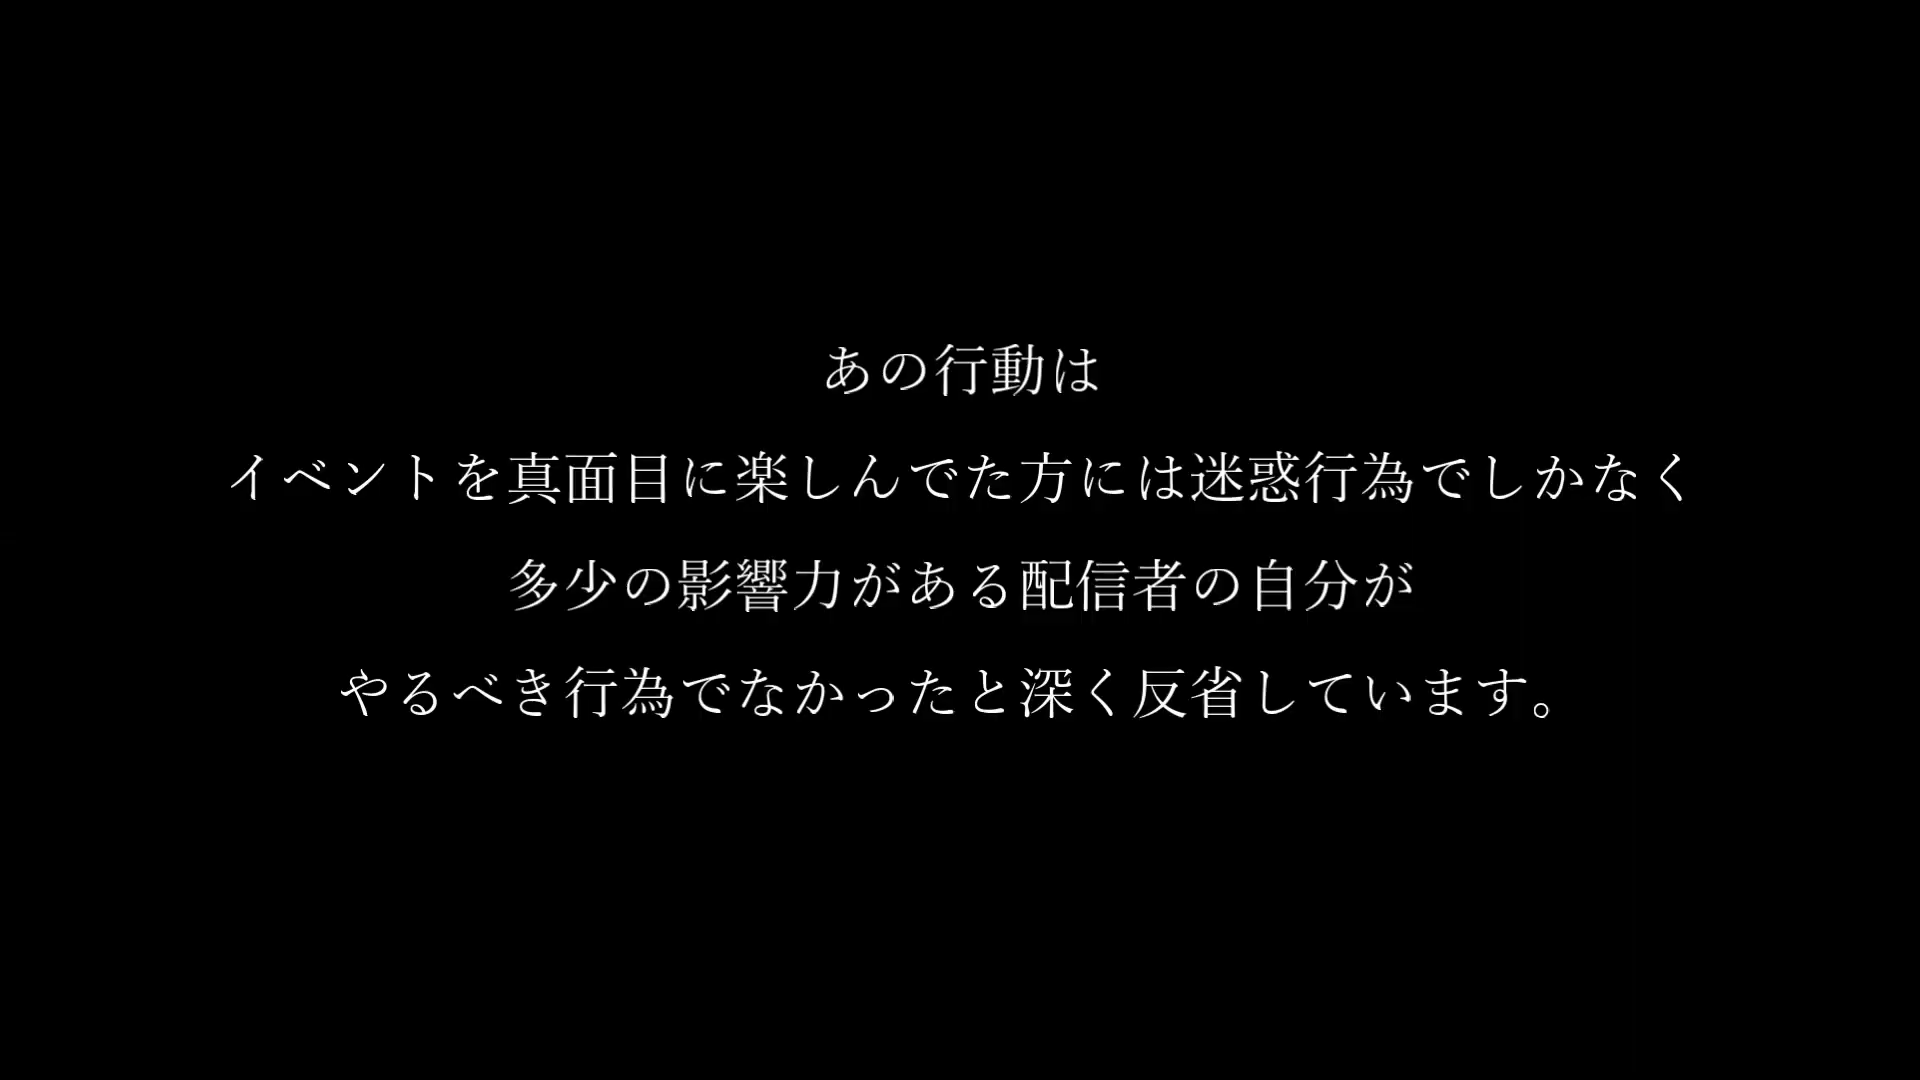 あの行動は
イベントを真面目に楽しんでた方には迷惑行為でしかなく
多少の影響力がある配信者の自分が
やるべき行為でなかったと深く反省しています。